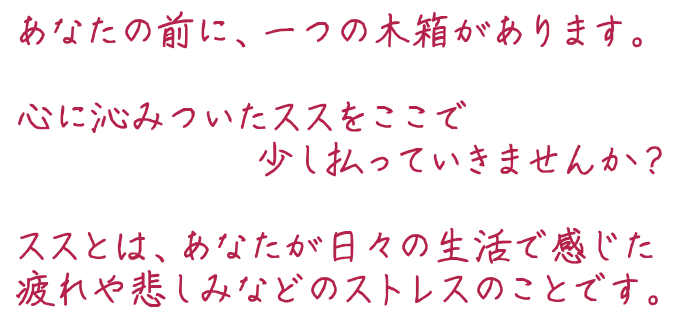 あなたの前に、一つの木箱があります。
心に沁みついたススをここで
少し払っていきませんか？
ススとは、あなたが日々の生活で感じた
疲れや悲しみなどのストレスのことです。